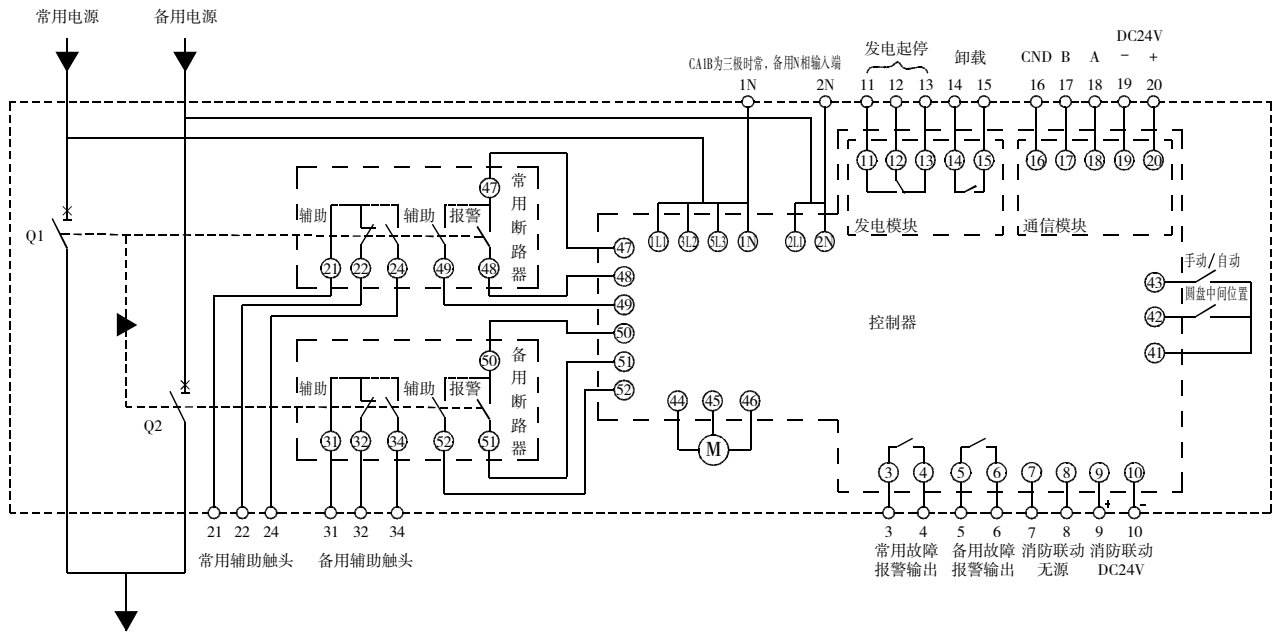 常用电源 备用电源
DC24V
发电起停 卸载 CND B A − +
CA1B为三极时常，备用N相输入端
1N 2N 11 12 13 14 15 16 17 18 19 20
11 12 13 14 15 16 17 18 19 20
常用断路器
47
辅助 辅助 报警
发电模块 通信模块
Q1
1L1 3L2 5L3 1N 2L1 2N
21 22 24 49 48
47
48
49
50
51
52
手动/自动
43
圆盘中间位置
42
41
控制器
备用断路器
50
辅助 辅助 报警
Q2
31 32 34 52 51
44 45 46
M
3 4 5 6 7 8 9 10
+ -
21 22 24 31 32 34 3 4 5 6 7 8 9 10
常用辅助触头 备用辅助触头
常用故障 备用故障 消防联动 消防联动
报警输出 报警输出 无源 DC24V